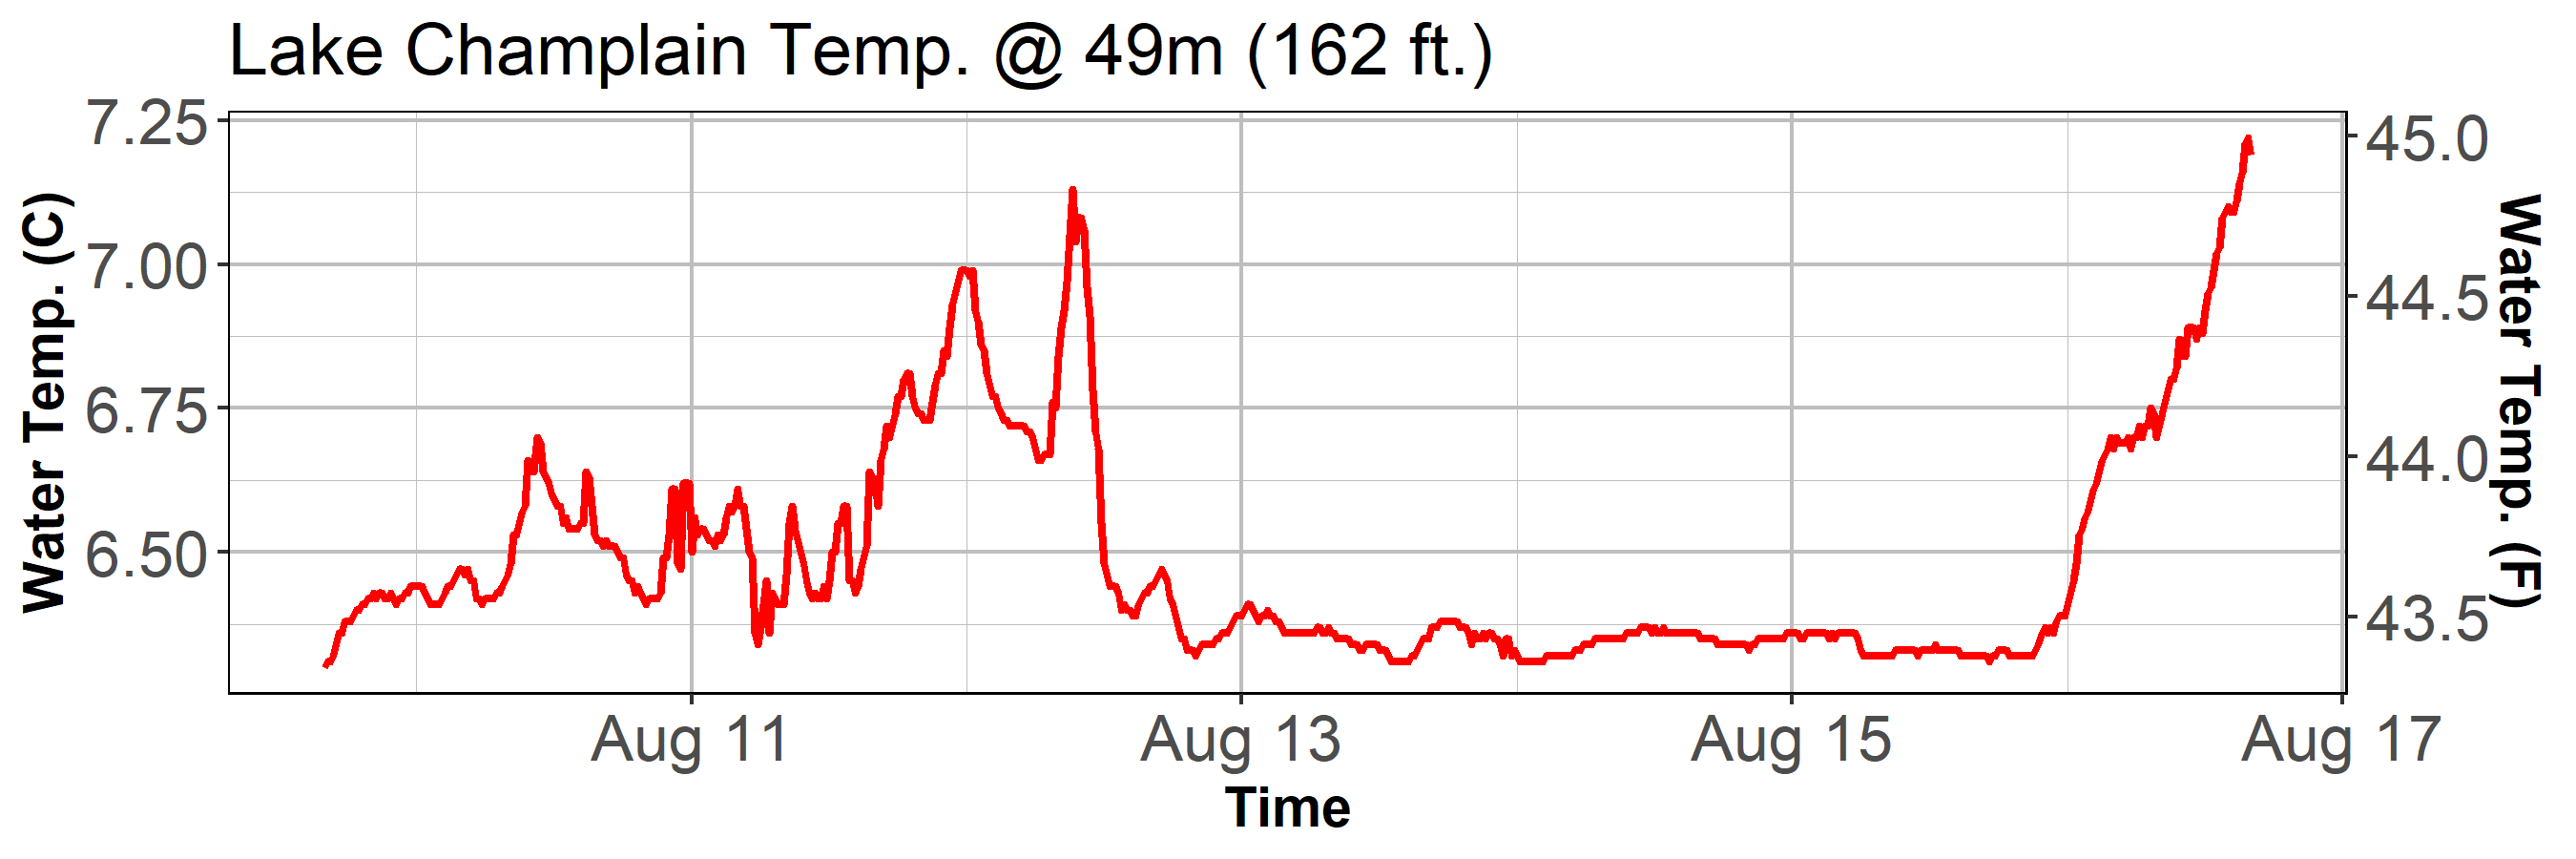 Lake Champlain Temp. @ 49m (162 ft.)
Water Temp. (C)
7.25
7.00
6.75
6.50
45.0
44.5
44.0
43.5
Water Temp. (F)
Aug 11 Aug 13 Aug 15 Aug 17
Time